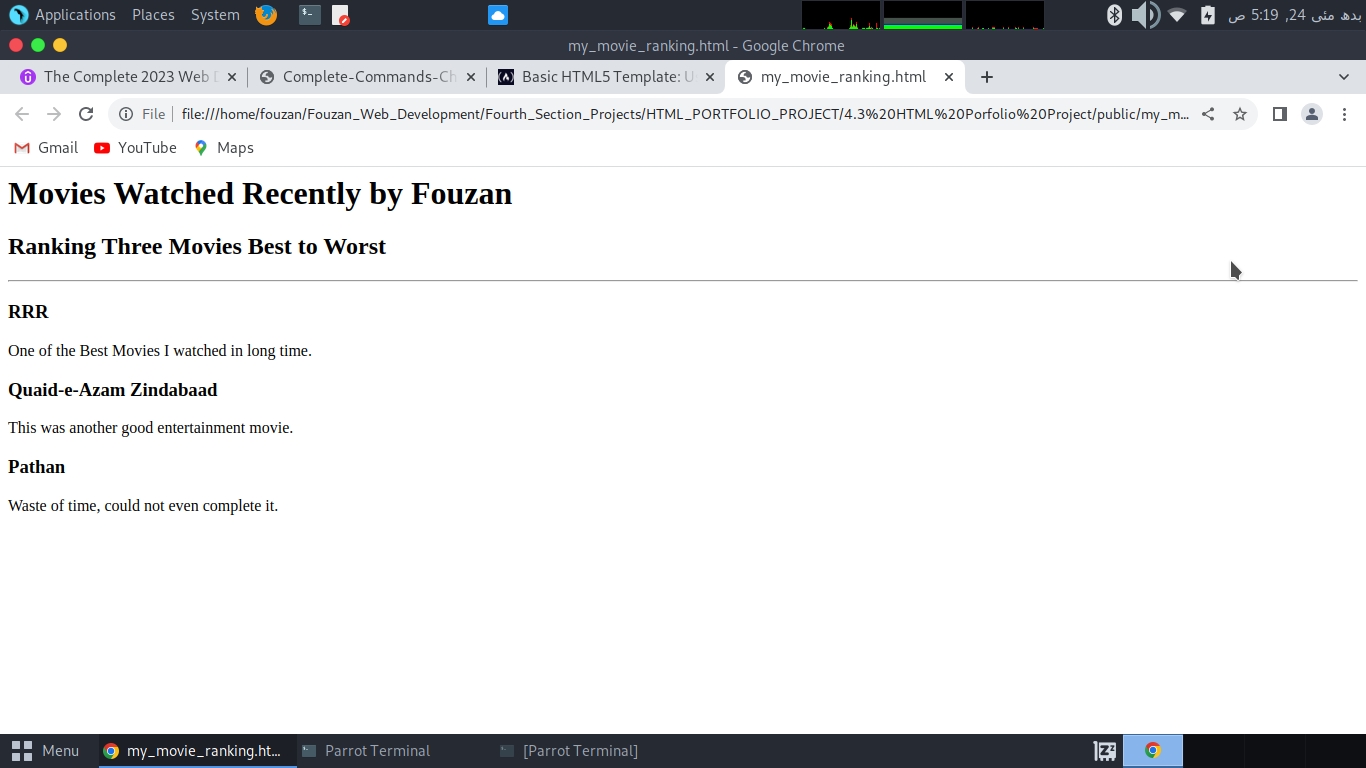 Applications Places System
بدھ مئی 24, 5:19 ص
my_movie_ranking.html - Google Chrome
The Complete 2023 Web D
Complete-Commands-Ch
Basic HTML5 Template: U
my_movie_ranking.html
File
file:///home/fouzan/Fouzan_Web_Development/Fourth_Section_Projects/HTML_PORTFOLIO_PROJECT/4.3%20HTML%20Porfolio%20Project/public/my_m...
Gmail YouTube Maps
Movies Watched Recently by Fouzan
Ranking Three Movies Best to Worst
RRR
One of the Best Movies I watched in long time.
Quaid-e-Azam Zindabaad
This was another good entertainment movie.
Pathan
Waste of time, could not even complete it.
Menu
my_movie_ranking.ht...
Parrot Terminal
[Parrot Terminal]